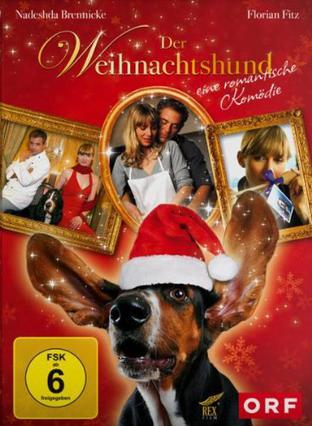 Nadeshda Brennicke
Florian Fitz
Der
Weihnachtshund
eine romantische
Komödie
FSK
ab
6
freigegeben
REX
FILM
ORF